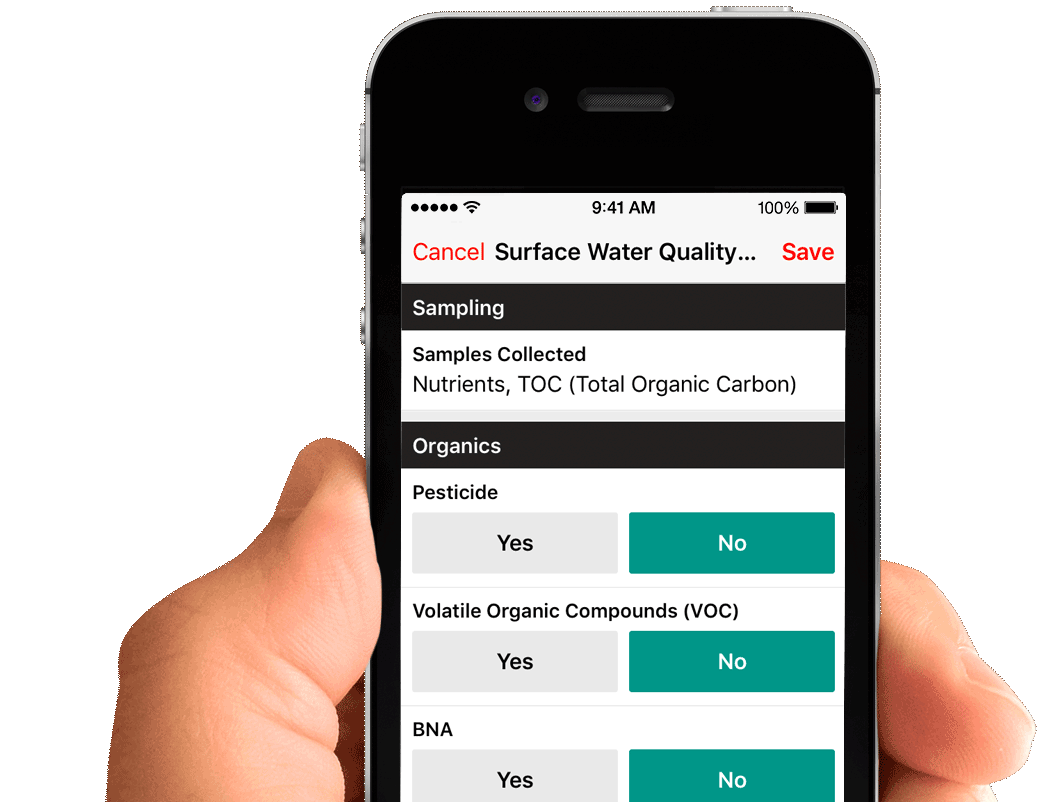 9:41 AM 100%
Cancel Surface Water Quality... Save
Sampling
Samples Collected
Nutrients, TOC (Total Organic Carbon)
Organics
Pesticide
Yes No
Volatile Organic Compounds (VOC)
Yes No
BNA
Yes No